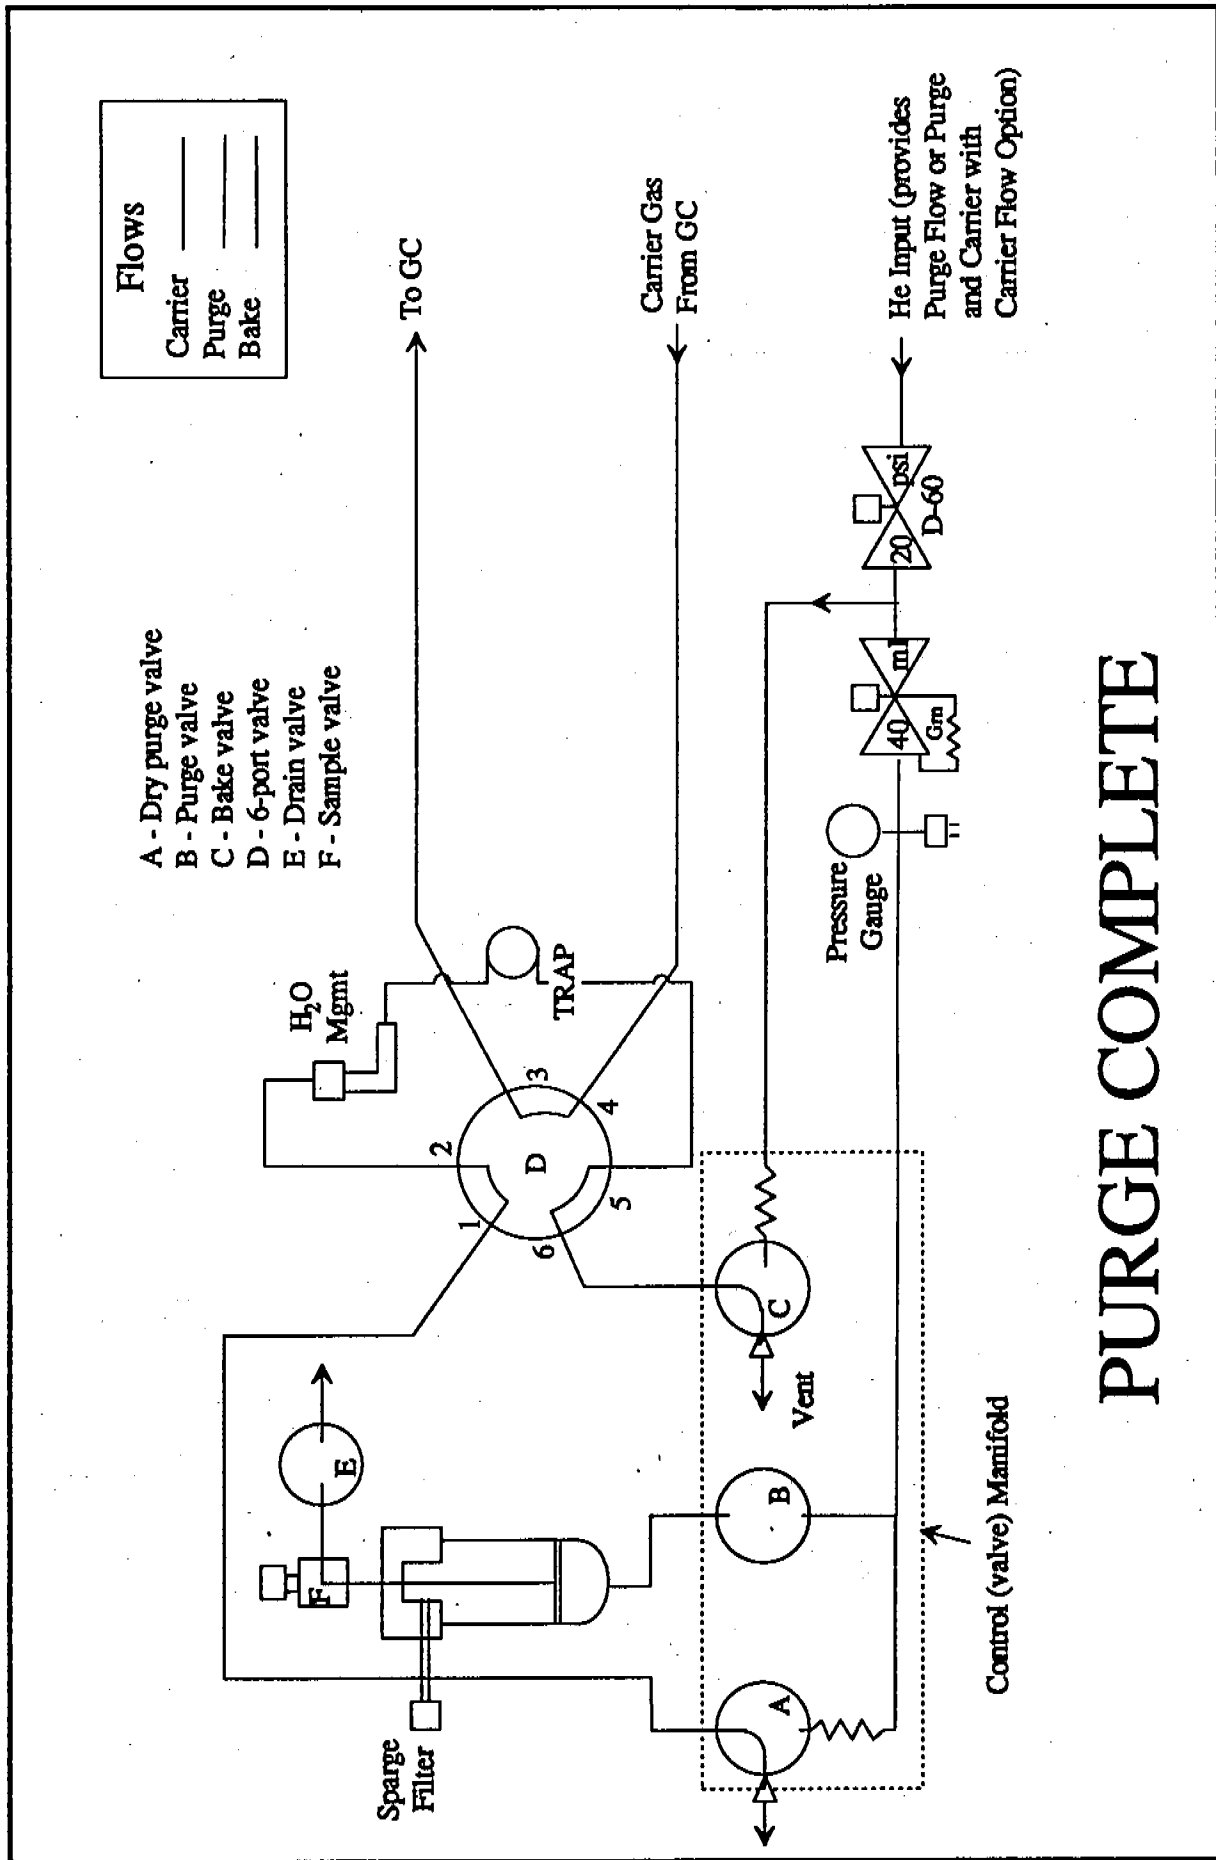 Flows
Carrier
Purge
Bake
A - Dry purge valve
B - Purge valve
C - Bake valve
D - 6-port valve
E - Drain valve
F - Sample valve
H₂O
Mgmt
To GC
TRAP
Carrier Gas
From GC
1
2
3
4
5
6
D
E
F
Sparge
Filter
A
B
C
Vent
Pressure
Gauge
40 ml
Gm
20 psi
D-60
He Input (provides
Purge Flow or Purge
and Carrier with
Carrier Flow Option)
Control (valve) Manifold
PURGE COMPLETE